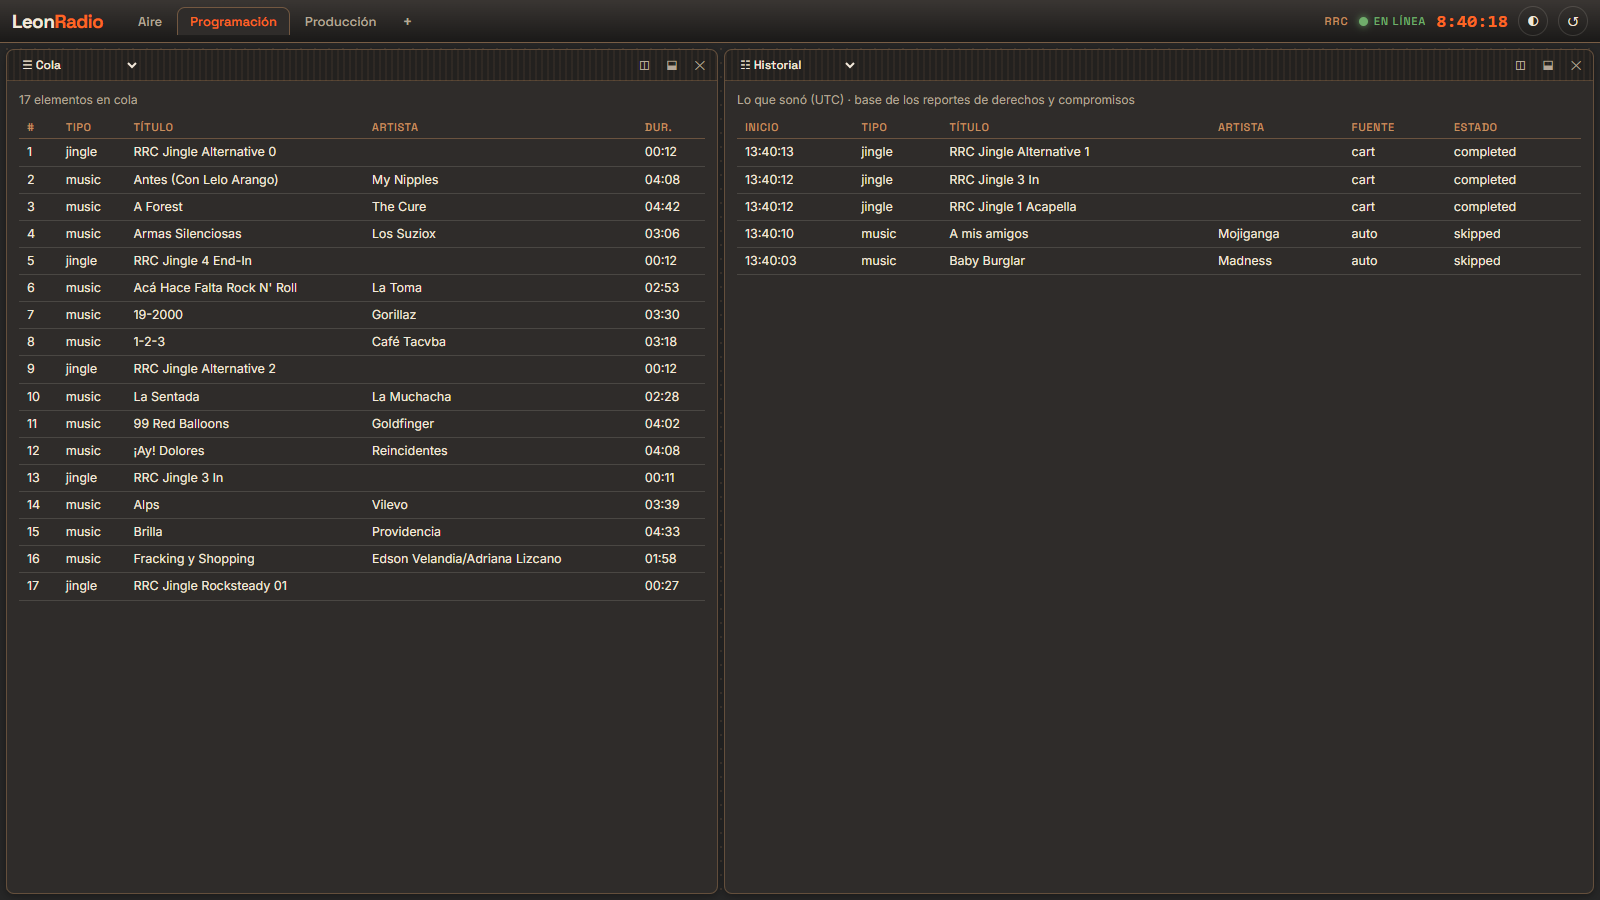 LeonRadio Aire Programación Producción + RRC EN LÍNEA 8:40:18
Cola
17 elementos en cola
# TIPO TÍTULO ARTISTA DUR.
1 jingle RRC Jingle Alternative 0 00:12
2 music Antes (Con Lelo Arango) My Nipples 04:08
3 music A Forest The Cure 04:42
4 music Armas Silenciosas Los Suziox 03:06
5 jingle RRC Jingle 4 End-In 00:12
6 music Acá Hace Falta Rock N' Roll La Toma 02:53
7 music 19-2000 Gorillaz 03:30
8 music 1-2-3 Café Tacvba 03:18
9 jingle RRC Jingle Alternative 2 00:12
10 music La Sentada La Muchacha 02:28
11 music 99 Red Balloons Goldfinger 04:02
12 music ¡Ay! Dolores Reincidentes 04:08
13 jingle RRC Jingle 3 In 00:11
14 music Alps Vilevo 03:39
15 music Brilla Providencia 04:33
16 music Fracking y Shopping Edson Velandia/Adriana Lizcano 01:58
17 jingle RRC Jingle Rocksteady 01 00:27
Historial
Lo que sonó (UTC) · base de los reportes de derechos y compromisos
INICIO TIPO TÍTULO ARTISTA FUENTE ESTADO
13:40:13 jingle RRC Jingle Alternative 1 cart completed
13:40:12 jingle RRC Jingle 3 In cart completed
13:40:12 jingle RRC Jingle 1 Acapella cart completed
13:40:10 music A mis amigos Mojiganga auto skipped
13:40:03 music Baby Burglar Madness auto skipped